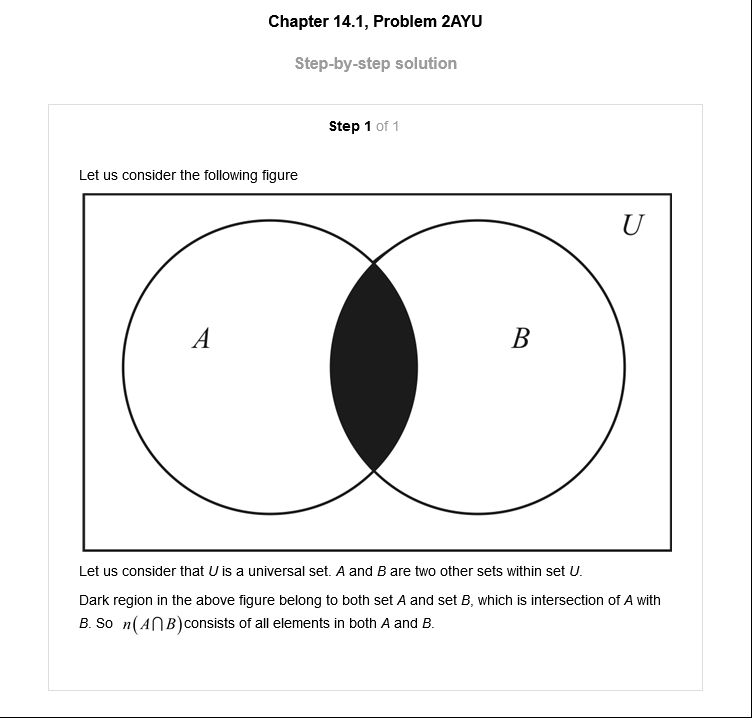 Chapter 14.1, Problem 2AYU
Step-by-step solution
Step 1 of 1
Let us consider the following figure
U
A
B
Let us consider that U is a universal set. A and B are two other sets within set U.
Dark region in the above figure belong to both set A and set B, which is intersection of A with
B. So n(A⋂B)consists of all elements in both A and B.